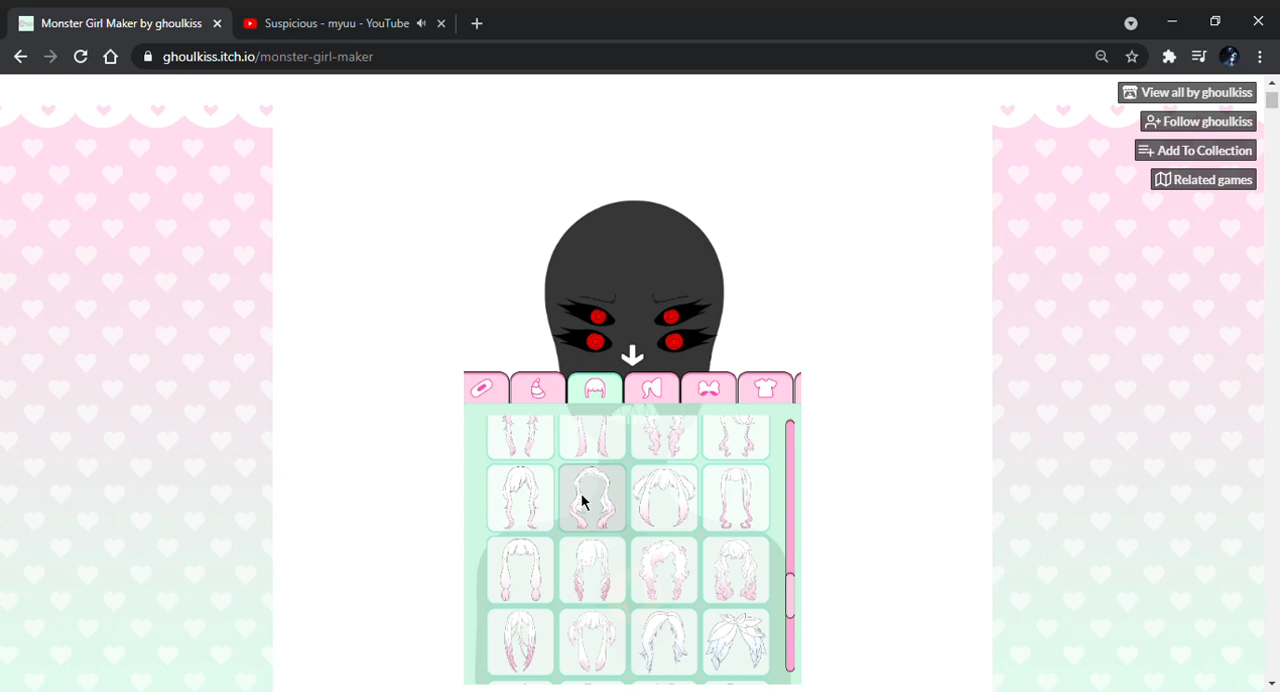 Monster Girl Maker by ghoulkiss
Suspicious - myuu - YouTube
ghoulkiss.itch.io/monster-girl-maker
View all by ghoulkiss
Follow ghoulkiss
Add To Collection
Related games